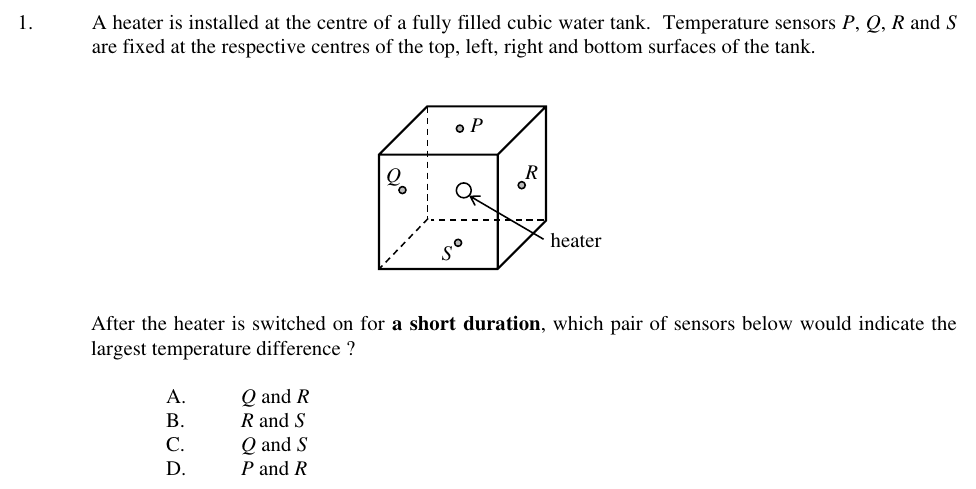 1. A heater is installed at the centre of a fully filled cubic water tank. Temperature sensors P, Q, R and S
are fixed at the respective centres of the top, left, right and bottom surfaces of the tank.
P
Q
R
S
heater
After the heater is switched on for a short duration, which pair of sensors below would indicate the
largest temperature difference ?
A. Q and R
B. R and S
C. Q and S
D. P and R